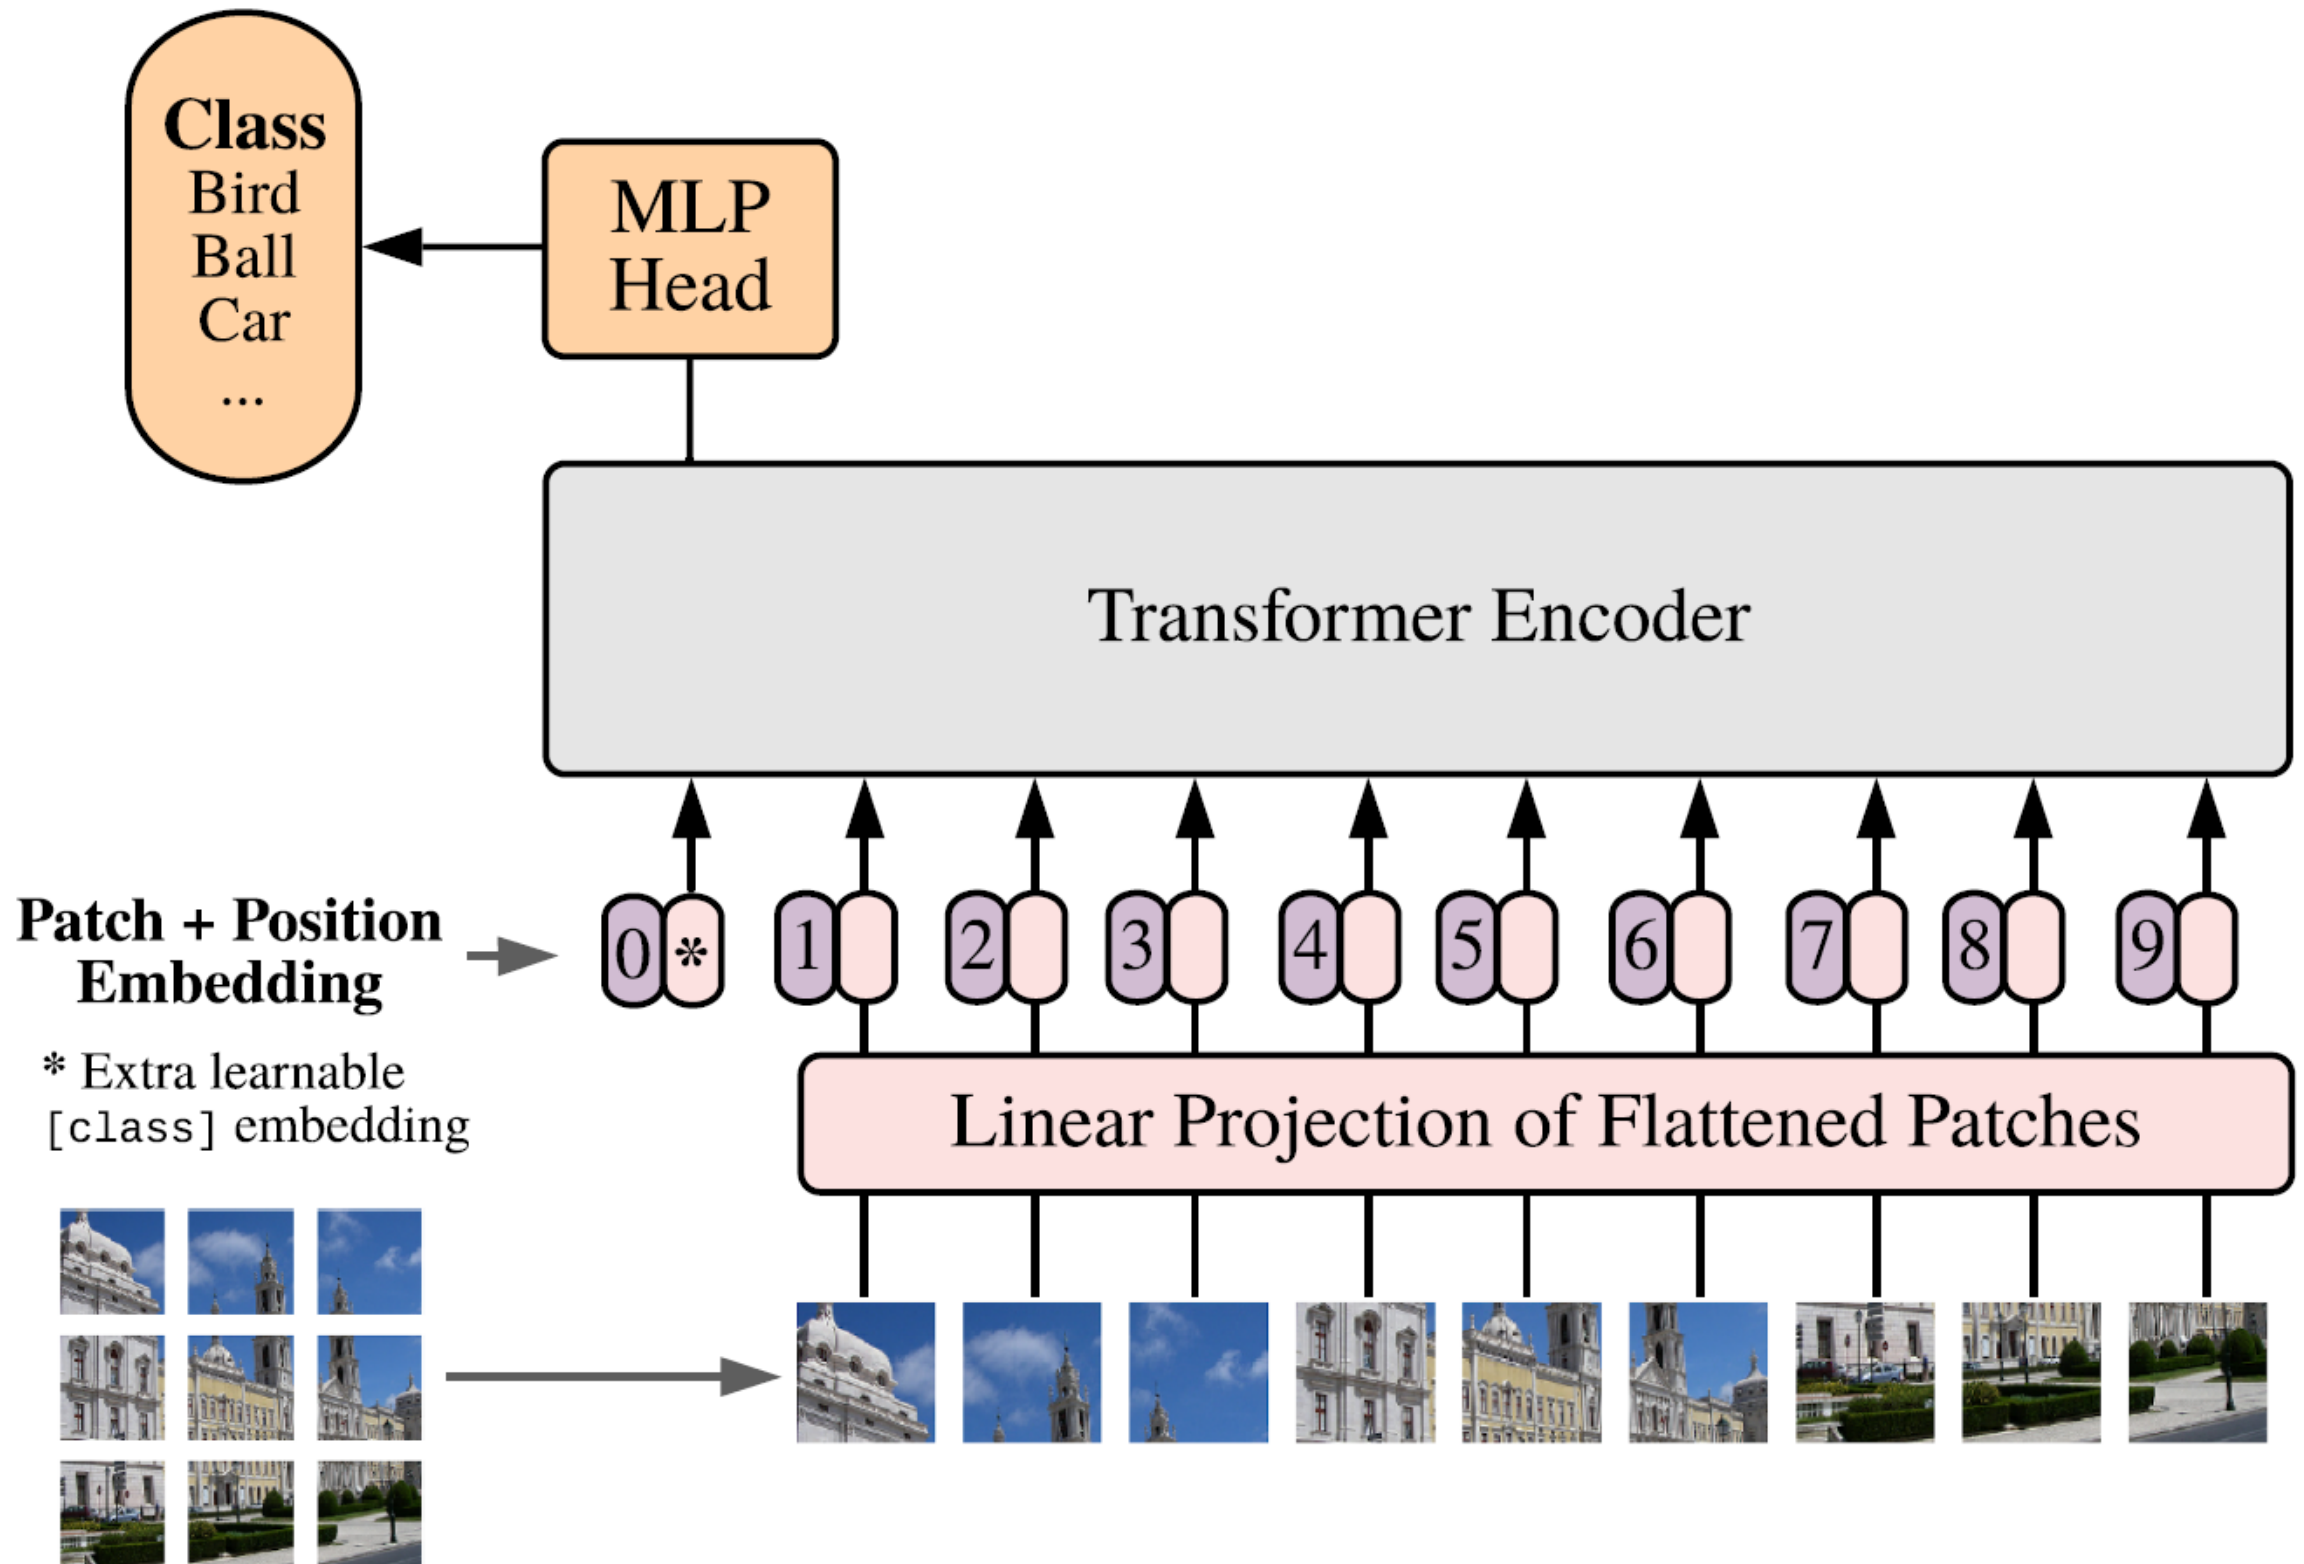 Class
Bird
Ball
Car
...
MLP
Head
Transformer Encoder
Patch + Position
Embedding
0 * 1 2 3 4 5 6 7 8 9
* Extra learnable
[class] embedding
Linear Projection of Flattened Patches